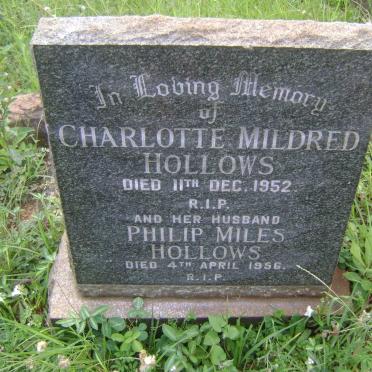 In Loving Memory
of
CHARLOTTE MILDRED
HOLLOWS
DIED 11TH DEC. 1952.
R.I.P.
AND HER HUSBAND
PHILIP MILES
HOLLOWS
DIED 4TH APRIL 1956.
R.I.P.